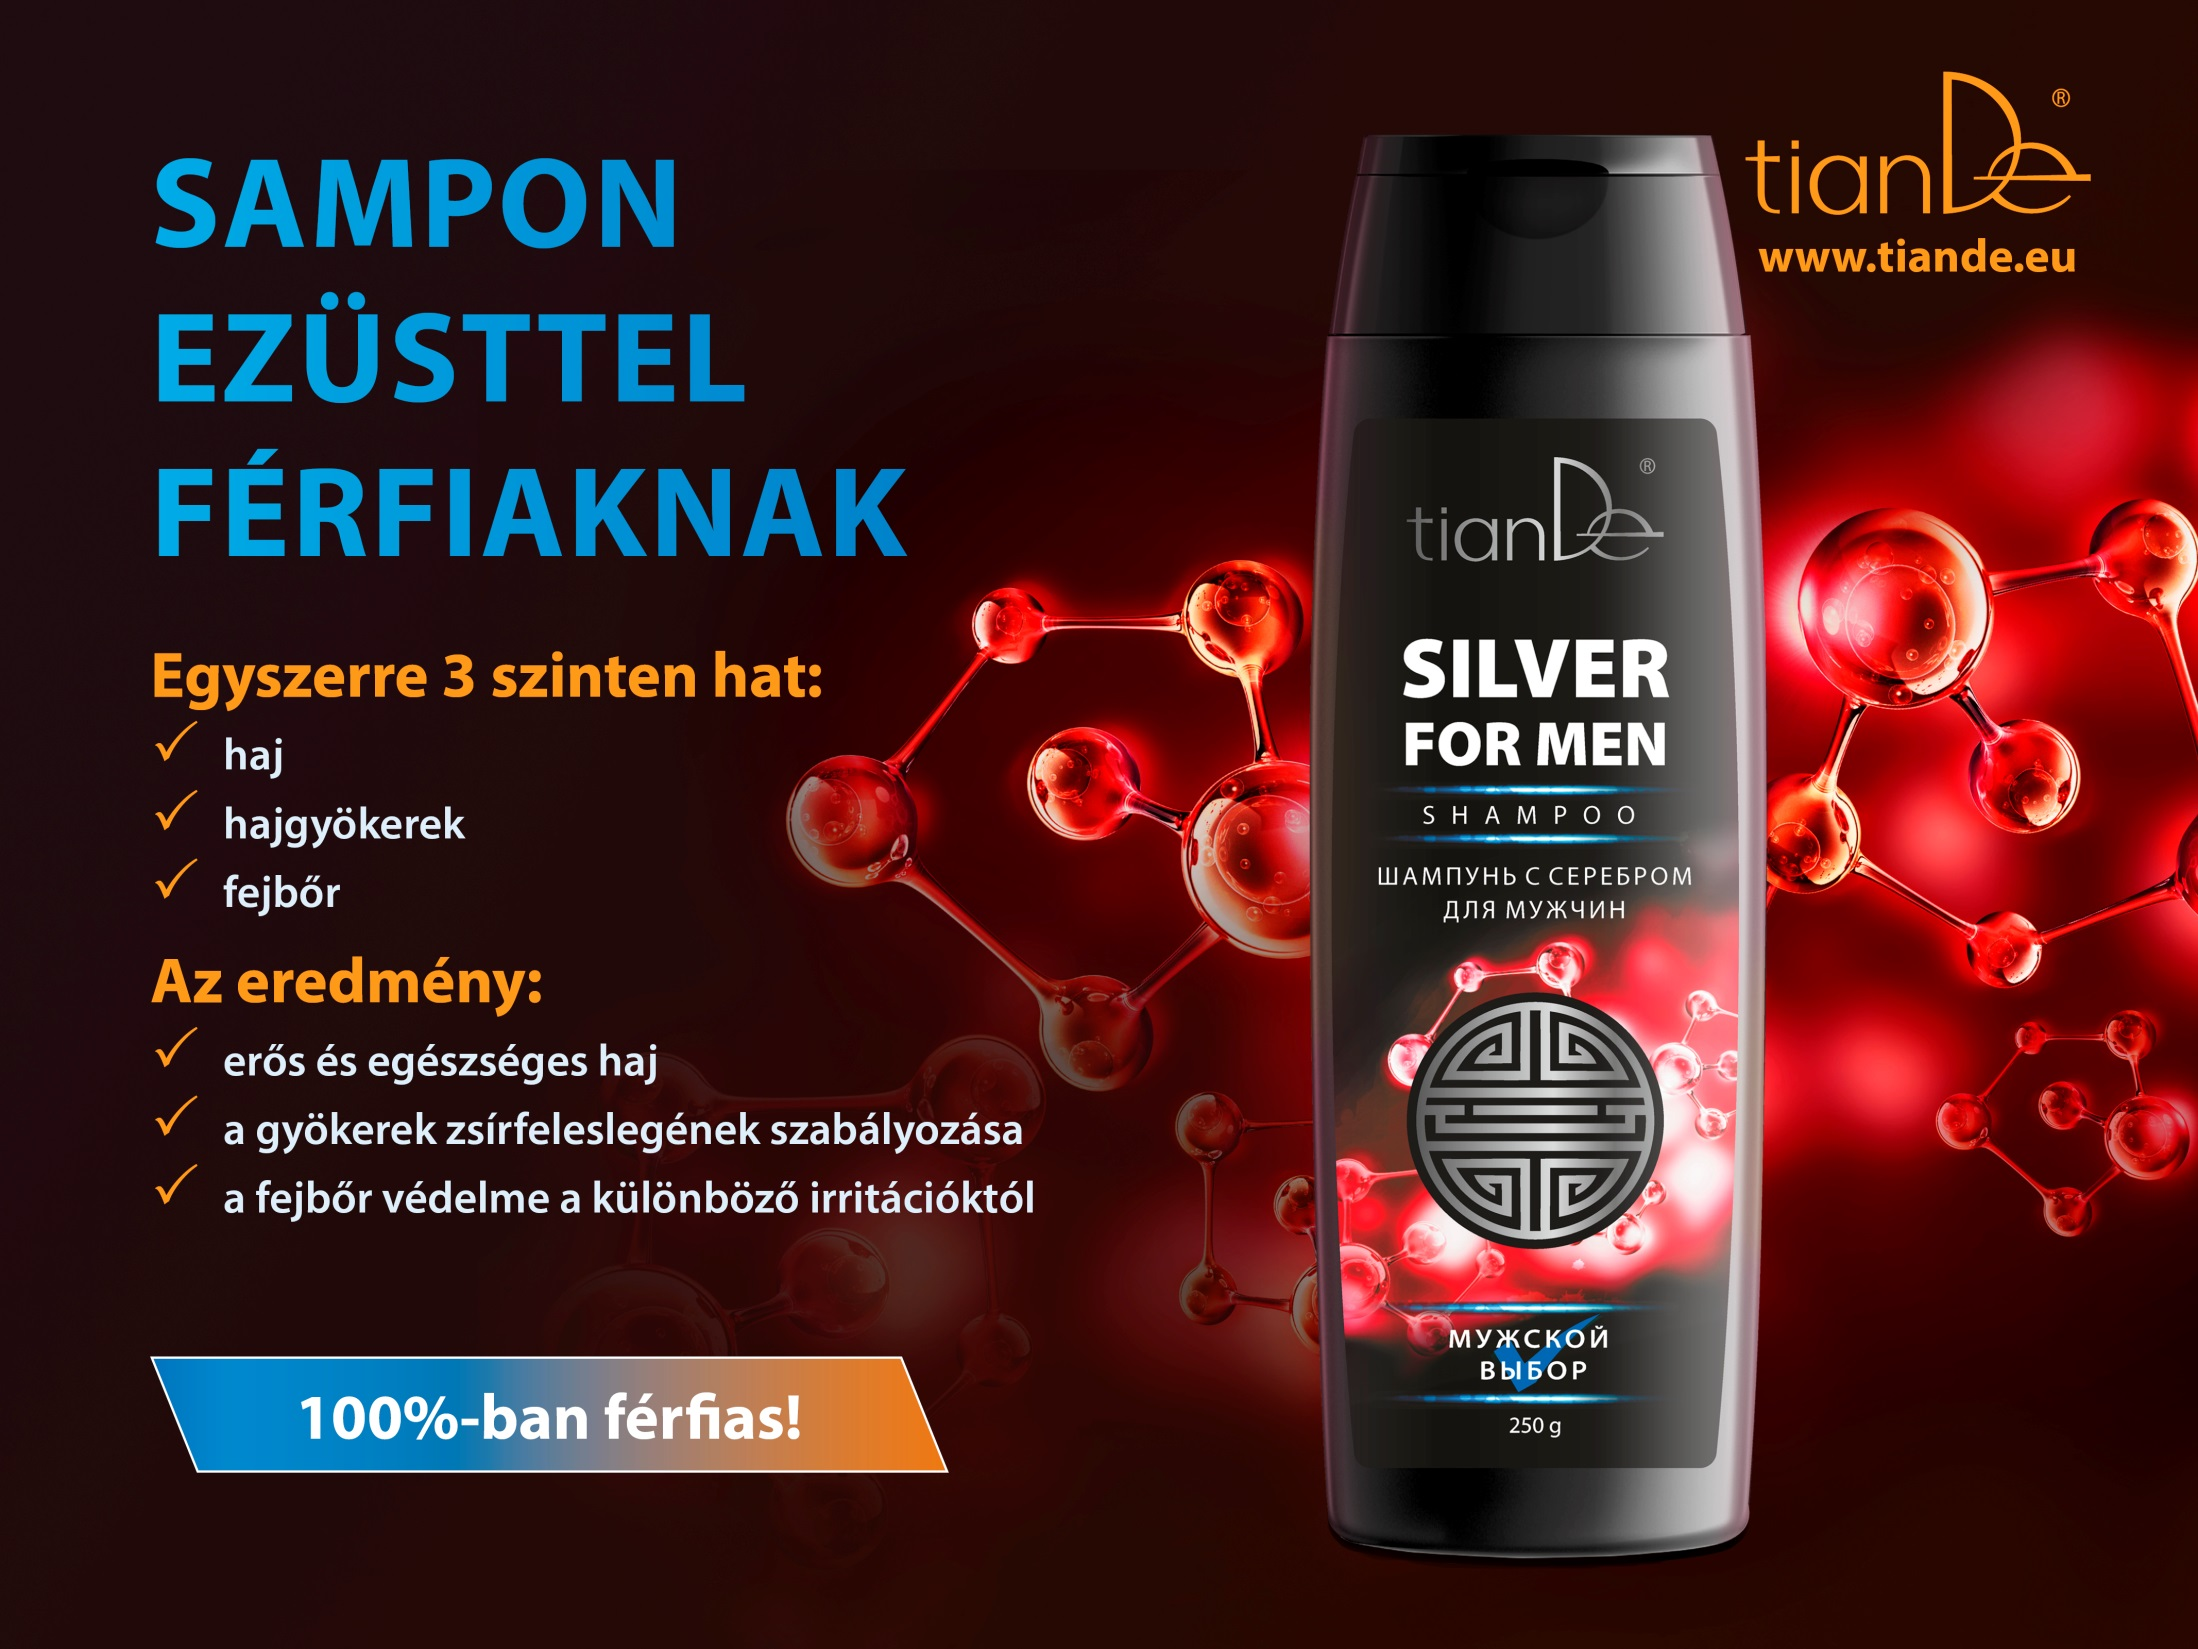 SAMPON
EZÜSTTEL
FÉRFIAKNAK
Egyszerre 3 szinten hat:
haj
hajgyökerek
fejbőr
Az eredmény:
erős és egészséges haj
a gyökerek zsírfeleslegének szabályozása
a fejbőr védelme a különböző irritációktól
100%-ban férfias!
tianDe®
www.tiande.eu
tianDe®
SILVER
FOR MEN
SHAMPOO
ШАМПУНЬ С СЕРЕБРОМ
ДЛЯ МУЖЧИН
МУЖСКОЙ
ВЫБОР
250 g